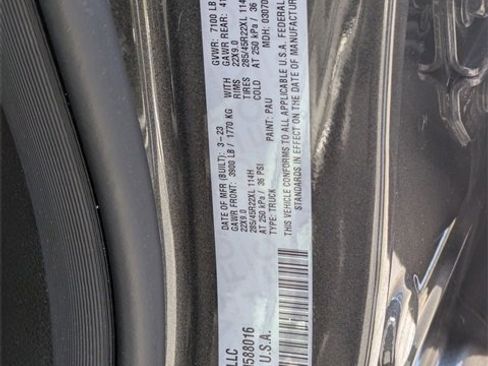 LLC
DATE OF MFR (BUILT): 3-23
GVWR: 7100 LB
GAWR FRONT: 3900 LB / 1770 KG WITH GAWR REAR:
22X9.0 RIMS 22X9.0
285/45R22XL 114H TIRES 285/45R22XL 114
AT 250 kPa / 36 PSI COLD AT 250 kPa / 36
588016
TYPE: TRUCK PAINT: PAU MDH: 0307
U.S.A.
THIS VEHICLE CONFORMS TO ALL APPLICABLE U.S.A. FEDERAL
STANDARDS IN EFFECT ON THE DATE OF MANUFACTUR